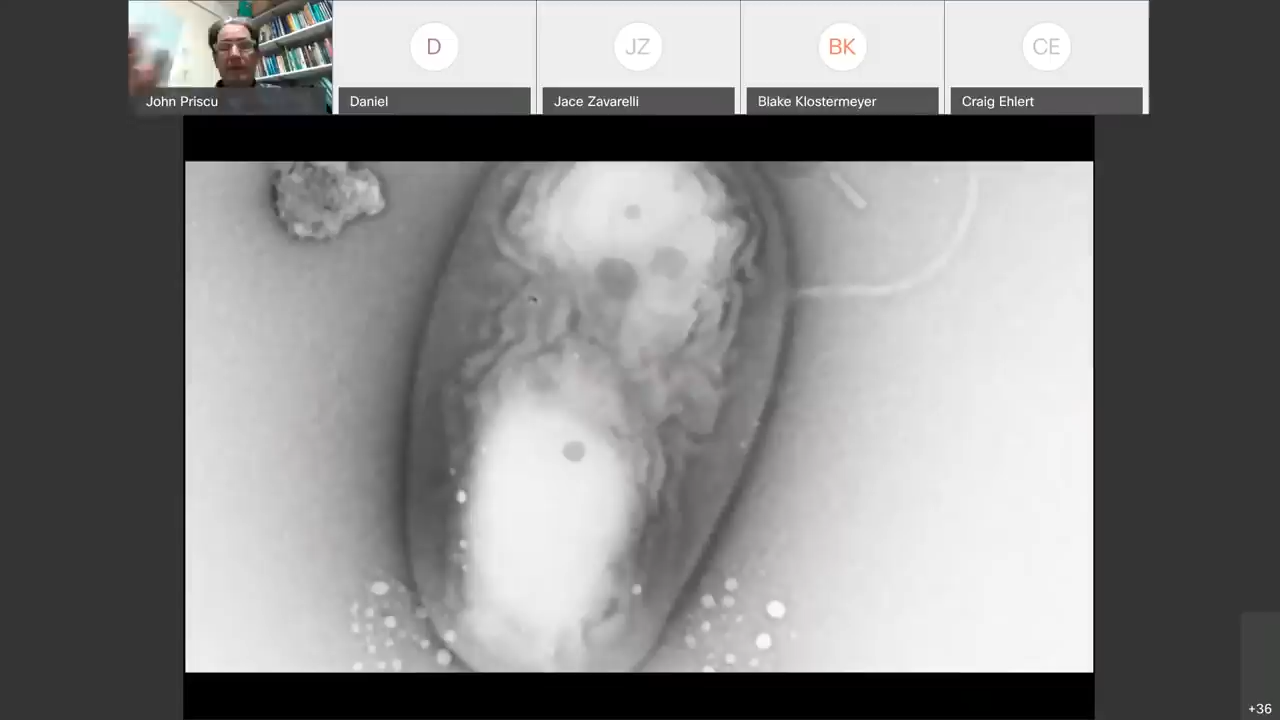 D
JZ
BK
CE
John Priscu
Daniel
Jace Zavarelli
Blake Klostermeyer
Craig Ehlert
+36